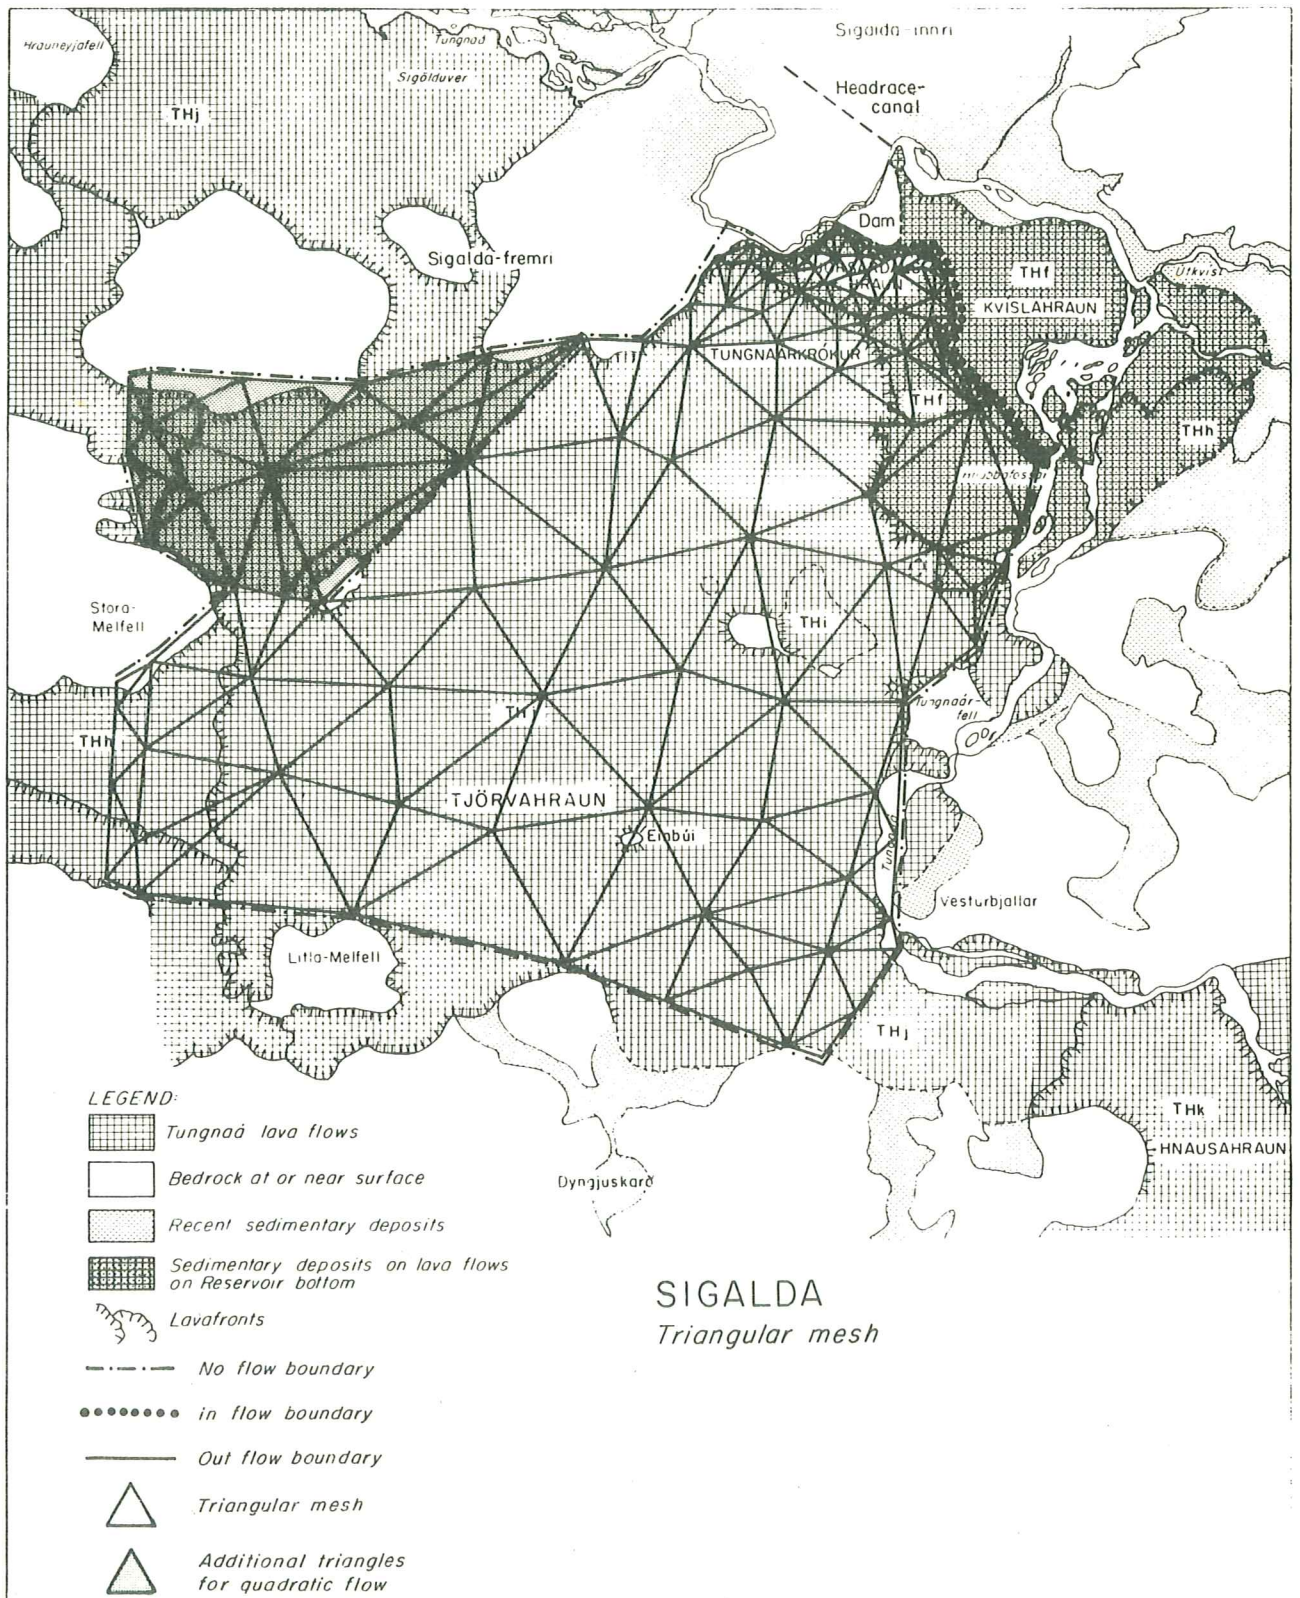 Hrauneyjafell
Tungnaá
Sigölduver
THj
Sigalda-innri
Headrace-
canal
Dam
Sigalda-fremri
THf
KVÍSLÁHRAUN
Útkvísl
TUNGNAÁRKRÓKUR
THf
THh
Stora-
Melfell
THi
THh
Tungnaár-
fell
TJÖRVAHRAUN
Einbúi
Vesturbjallar
Litla-Melfell
THj
THk
HNAUSAHRAUN
Dyngjuskarð
LEGEND:
Tungnaá lava flows
Bedrock at or near surface
Recent sedimentary deposits
Sedimentary deposits on lava flows
on Reservoir bottom
Lavafronts
No flow boundary
in flow boundary
Out flow boundary
Triangular mesh
Additional triangles
for quadratic flow
SIGALDA
Triangular mesh